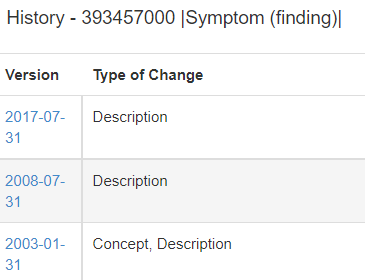 History - 393457000 |Symptom (finding)|
Version Type of Change
2017-07- Description
31
2008-07- Description
31
2003-01- Concept, Description
31